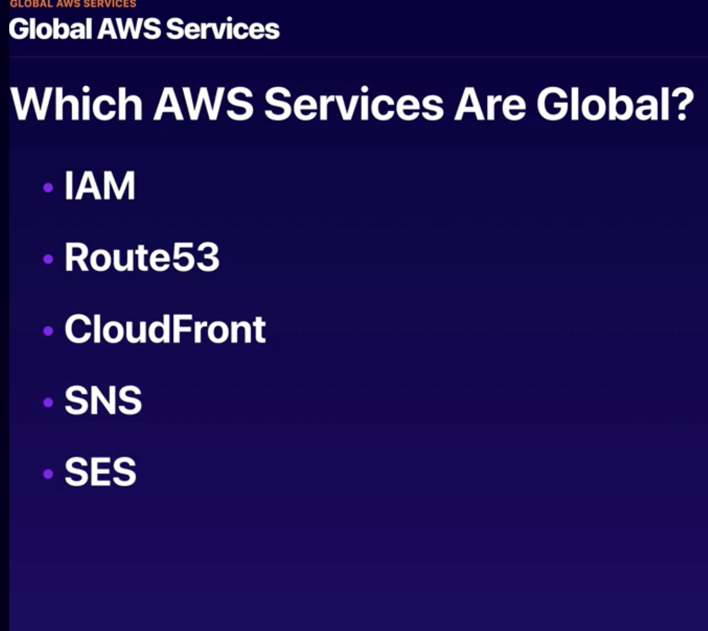 GLOBAL AWS SERVICES
Global AWS Services
Which AWS Services Are Global?
• IAM
• Route53
• CloudFront
• SNS
• SES